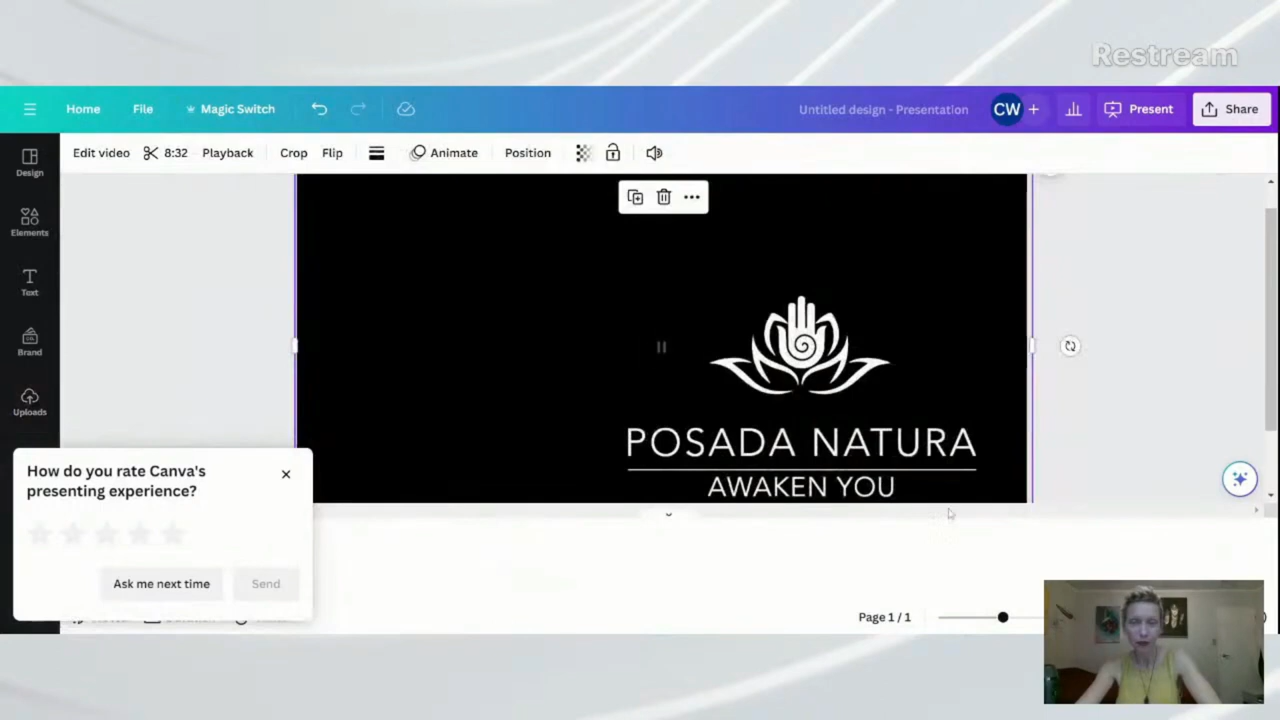 Restream
Home File Magic Switch Untitled design - Presentation CW + Present Share
Edit video 8:32 Playback Crop Flip Animate Position
Design
Elements
Text
Brand
Uploads
POSADA NATURA
AWAKEN YOU
How do you rate Canva's
presenting experience?
Ask me next time Send
Page 1 / 1